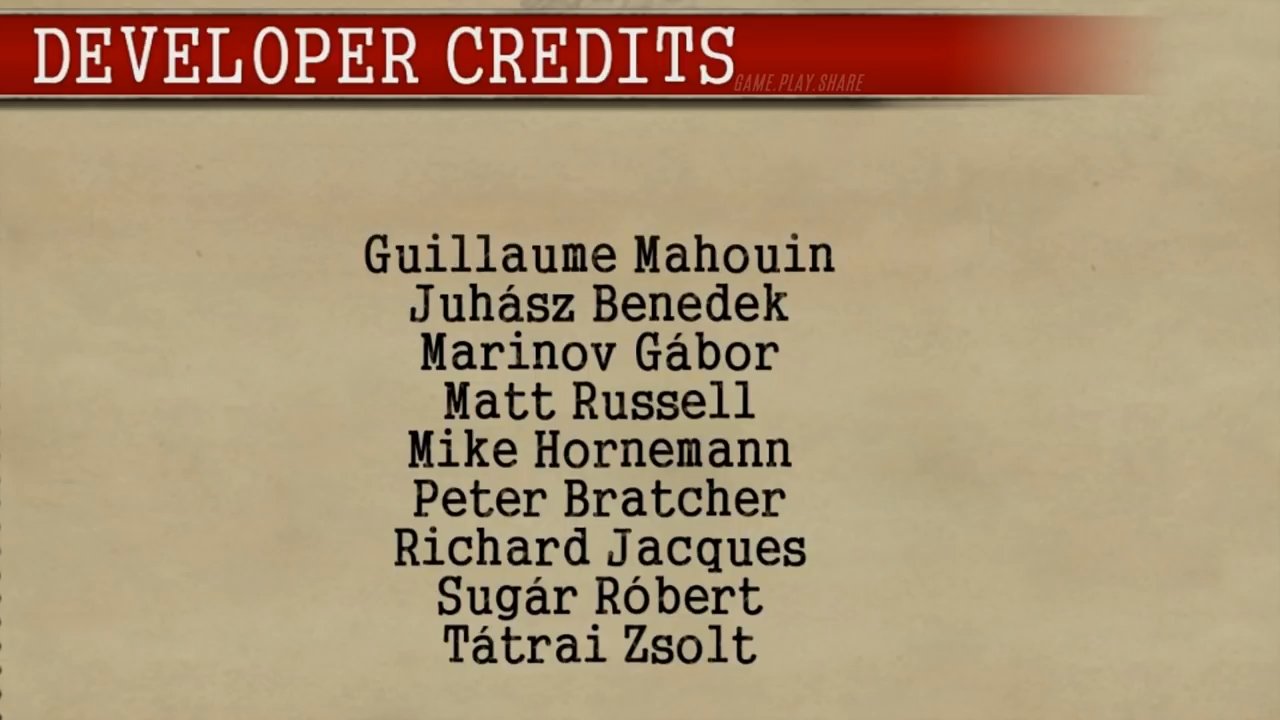 DEVELOPER CREDITS
GAME.PLAY.SHARE
Guillaume Mahouin
Juhász Benedek
Marinov Gábor
Matt Russell
Mike Hornemann
Peter Bratcher
Richard Jacques
Sugár Róbert
Tátrai Zsolt